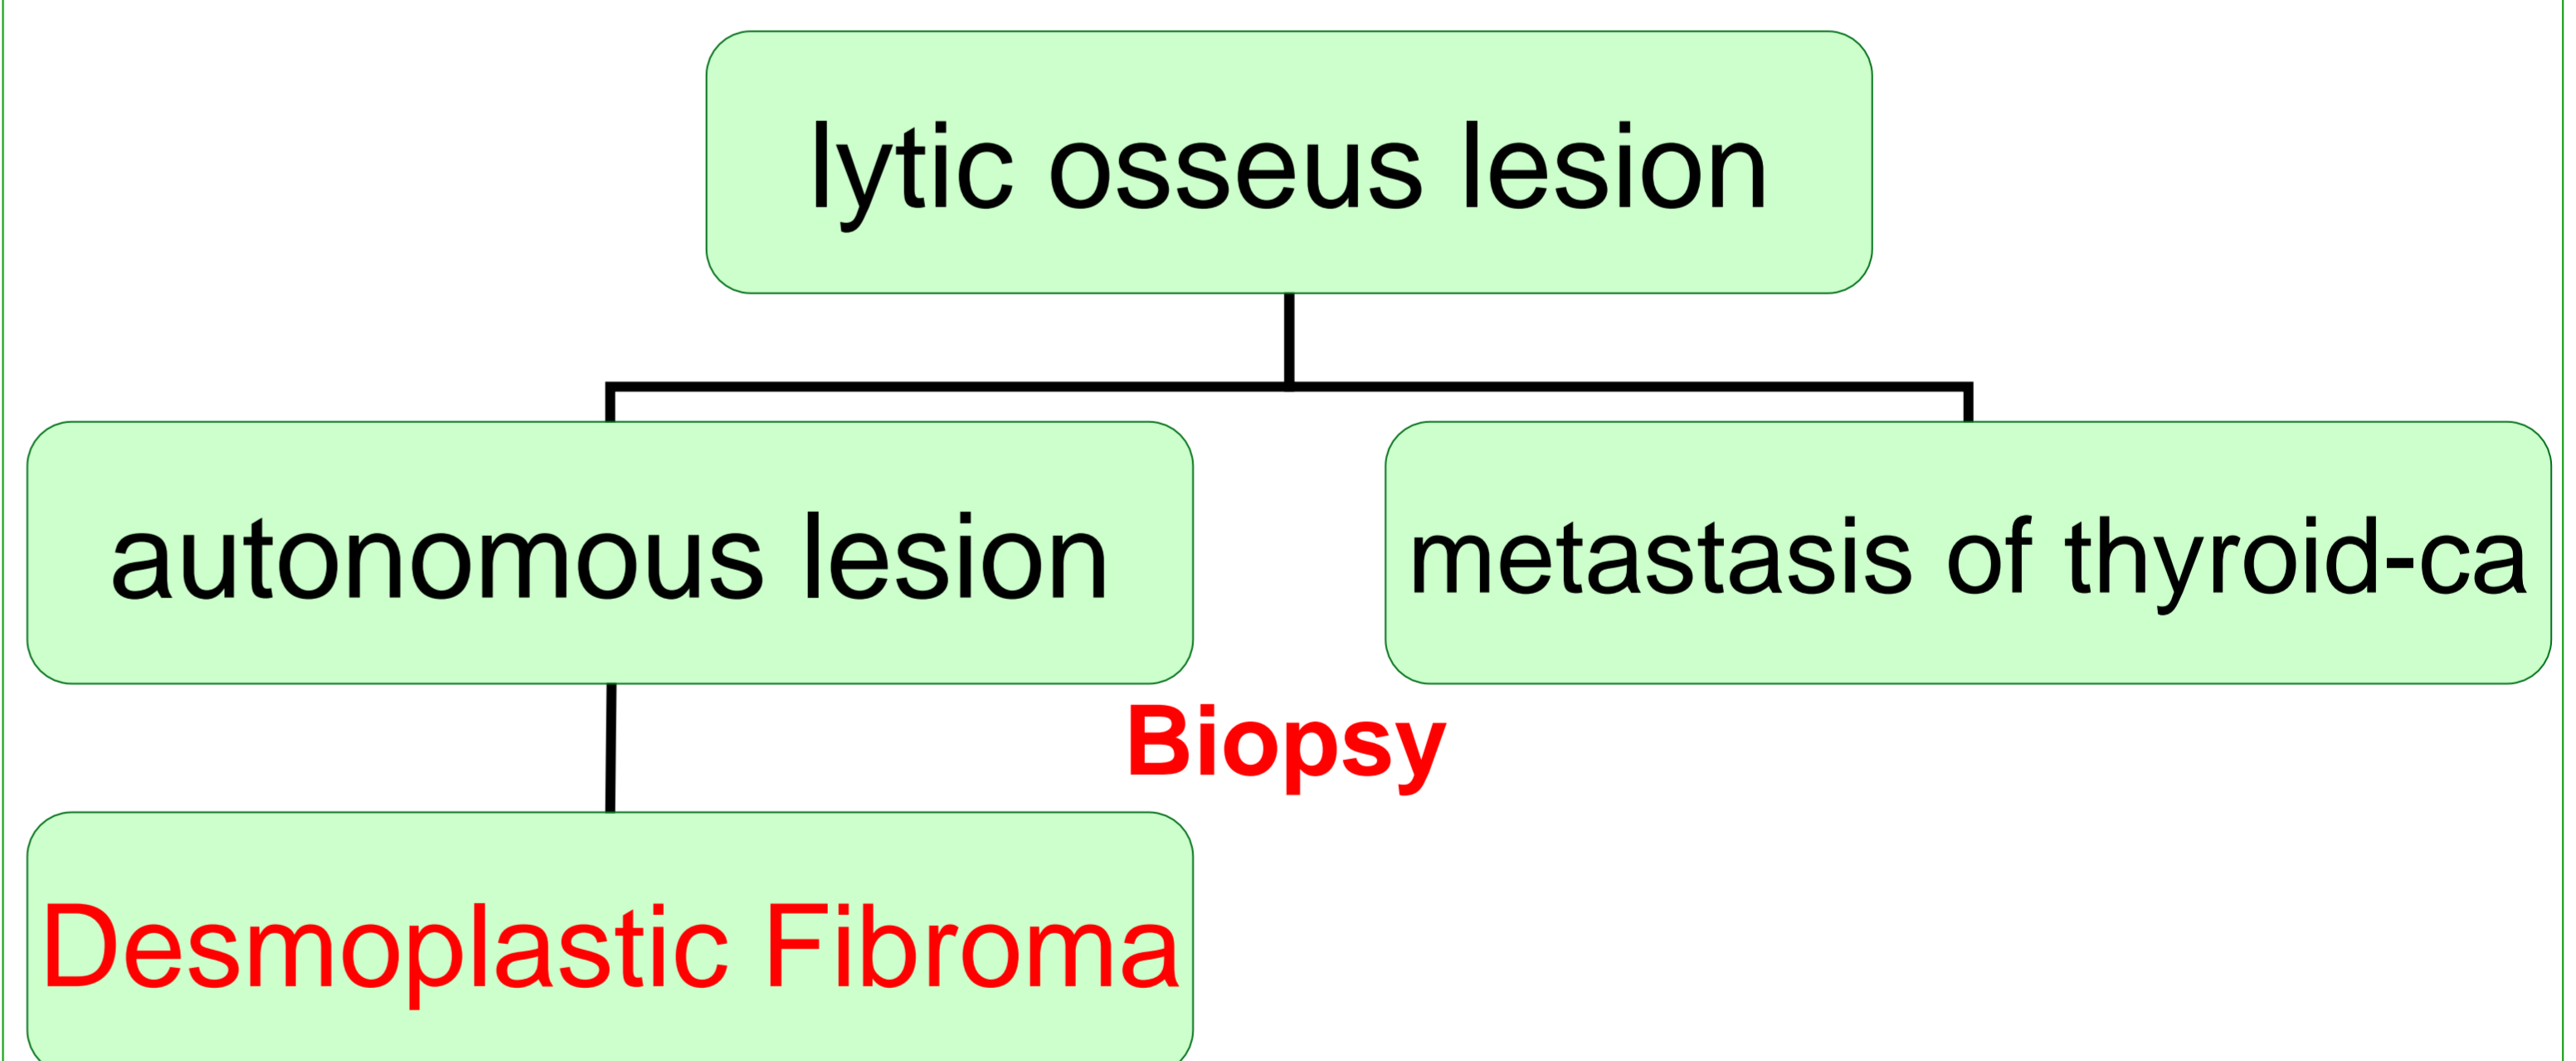 lytic osseus lesion
autonomous lesion
metastasis of thyroid-ca
Biopsy
Desmoplastic Fibroma